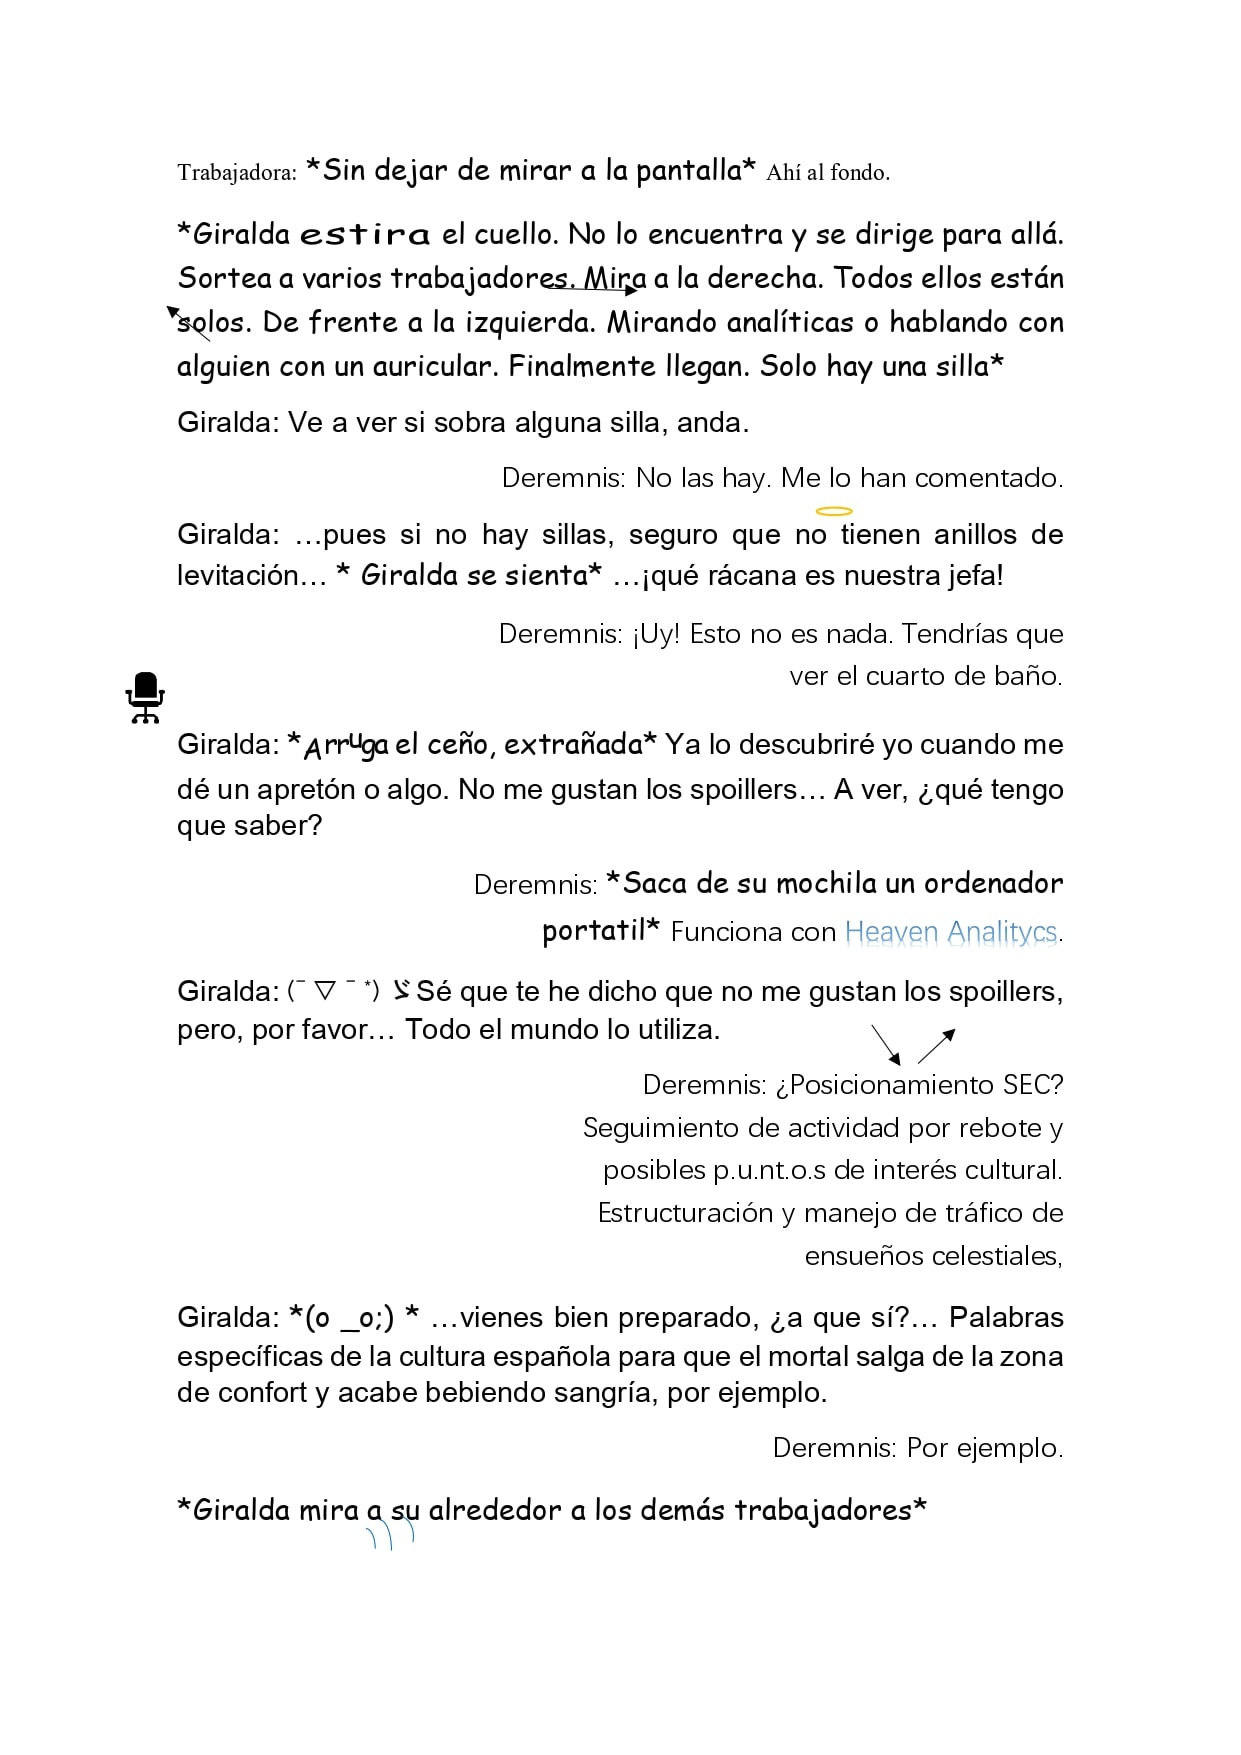 Trabajadora: *Sin dejar de mirar a la pantalla* Ahí al fondo.
*Giralda estira el cuello. No lo encuentra y se dirige para allá.
Sortea a varios trabajadores. Mira a la derecha. Todos ellos están
solos. De frente a la izquierda. Mirando analíticas o hablando con
alguien con un auricular. Finalmente llegan. Solo hay una silla*
Giralda: Ve a ver si sobra alguna silla, anda.
Deremnis: No las hay. Me lo han comentado.
Giralda: …pues si no hay sillas, seguro que no tienen anillos de
levitación… * Giralda se sienta* …¡qué rácana es nuestra jefa!
Deremnis: ¡Uy! Esto no es nada. Tendrías que
ver el cuarto de baño.
Giralda: *Arruga el ceño, extrañada* Ya lo descubriré yo cuando me
dé un apretón o algo. No me gustan los spoillers… A ver, ¿qué tengo
que saber?
Deremnis: *Saca de su mochila un ordenador
portatil* Funciona con Heaven Analitycs.
Giralda: (¯ ▽ ¯ *) ゞ Sé que te he dicho que no me gustan los spoillers,
pero, por favor… Todo el mundo lo utiliza.
Deremnis: ¿Posicionamiento SEC?
Seguimiento de actividad por rebote y
posibles p.u.nt.o.s de interés cultural.
Estructuración y manejo de tráfico de
ensueños celestiales,
Giralda: *(o _o;) * …vienes bien preparado, ¿a que sí?… Palabras
específicas de la cultura española para que el mortal salga de la zona
de confort y acabe bebiendo sangría, por ejemplo.
Deremnis: Por ejemplo.
*Giralda mira a su alrededor a los demás trabajadores*